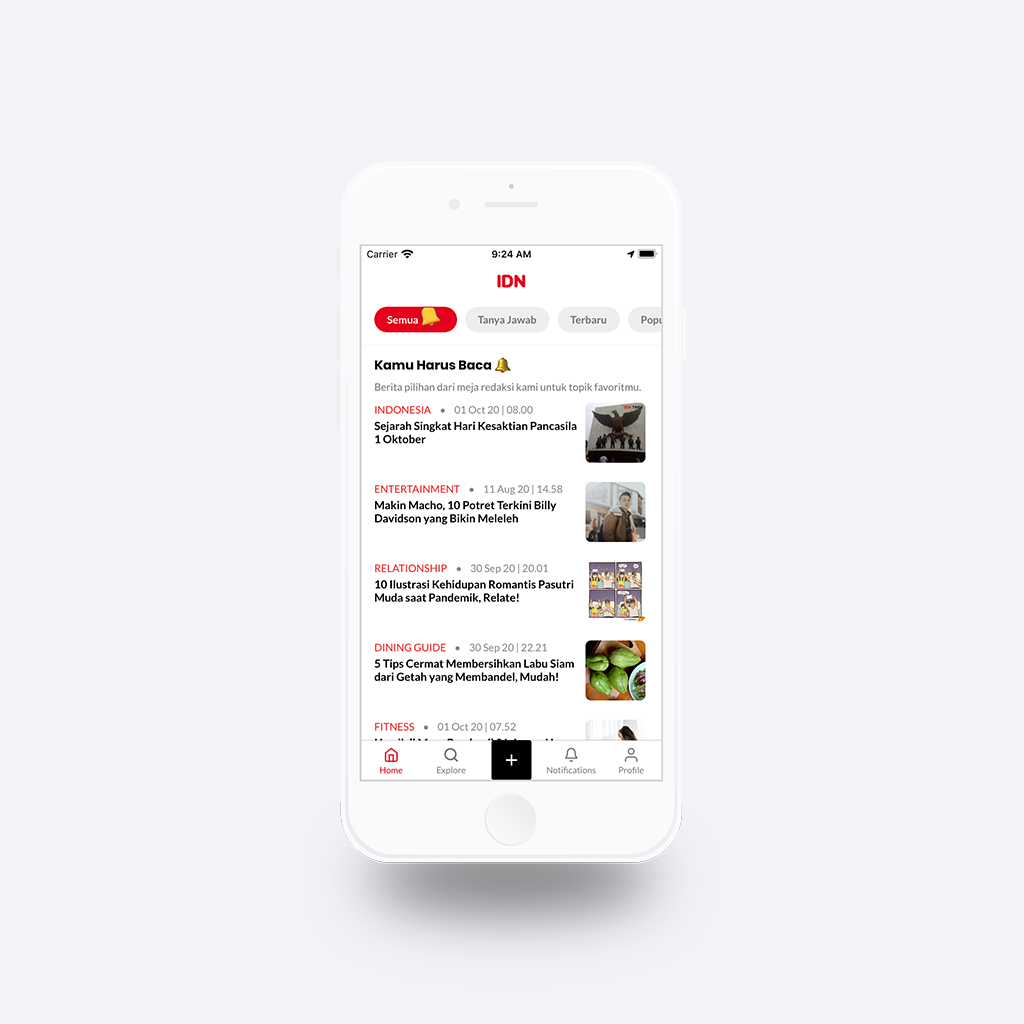 Carrier 9:24 AM
IDN
Semua Tanya Jawab Terbaru Popu
Kamu Harus Baca
Berita pilihan dari meja redaksi kami untuk topik favoritmu.
INDONESIA • 01 Oct 20 | 08.00
Sejarah Singkat Hari Kesaktian Pancasila
1 Oktober
ENTERTAINMENT • 11 Aug 20 | 14.58
Makin Macho, 10 Potret Terkini Billy
Davidson yang Bikin Meleleh
RELATIONSHIP • 30 Sep 20 | 20.01
10 Ilustrasi Kehidupan Romantis Pasutri
Muda saat Pandemik, Relate!
DINING GUIDE • 30 Sep 20 | 22.21
5 Tips Cermat Membersihkan Labu Siam
dari Getah yang Membandel, Mudah!
FITNESS • 01 Oct 20 | 07.52
Home Explore + Notifications Profile